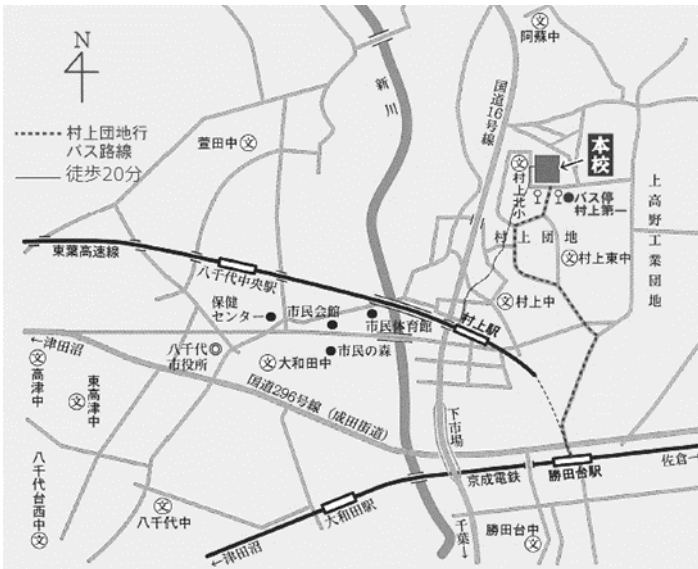 N
村上団地行
バス路線
徒歩20分
阿蘇中
文
新川
国道16号線
萱田中 文
本校
文
村上北小
バス停
村上第一
上高野工業団地
村上団地
文 村上東中
東葉高速線
八千代中央駅
文 村上中
保健
センター
市民会館
市民体育館
村上駅
←津田沼
八千代
市役所
文 大和田中
市民の森
文
高津中
東高津中
文
国道296号線(成田街道)
下市場
八千代台西中
文
文
八千代中
大和田駅
京成電鉄
勝田台駅
佐倉→
←津田沼
千葉→
勝田台中
文